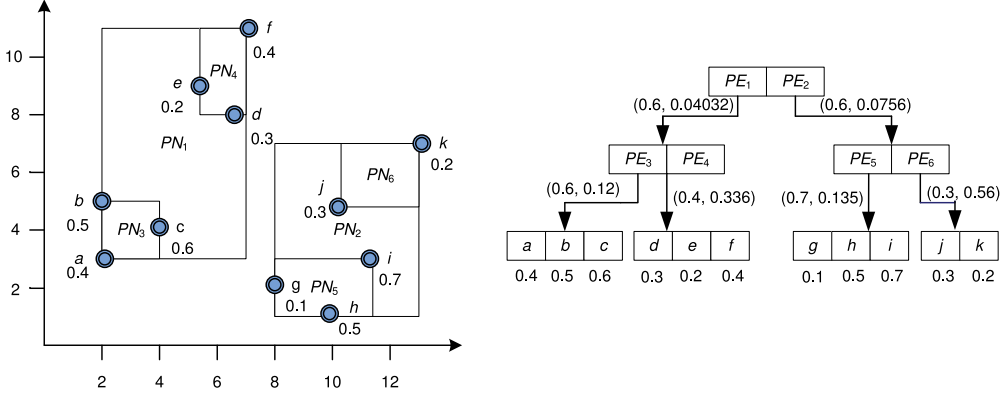 f
10
0.4
PN4
e
0.2
d
8
0.3
PN1
k
0.2
6
j
PN6
0.3
b
0.5
PN2
4
PN3
c
0.6
a
0.4
i
0.7
2
g
PN5
0.1
h
0.5
2 4 6 8 10 12
PE1 PE2
(0.6, 0.04032) (0.6, 0.0756)
PE3 PE4 PE5 PE6
(0.6, 0.12) (0.4, 0.336) (0.7, 0.135) (0.3, 0.56)
a b c d e f g h i j k
0.4 0.5 0.6 0.3 0.2 0.4 0.1 0.5 0.7 0.3 0.2